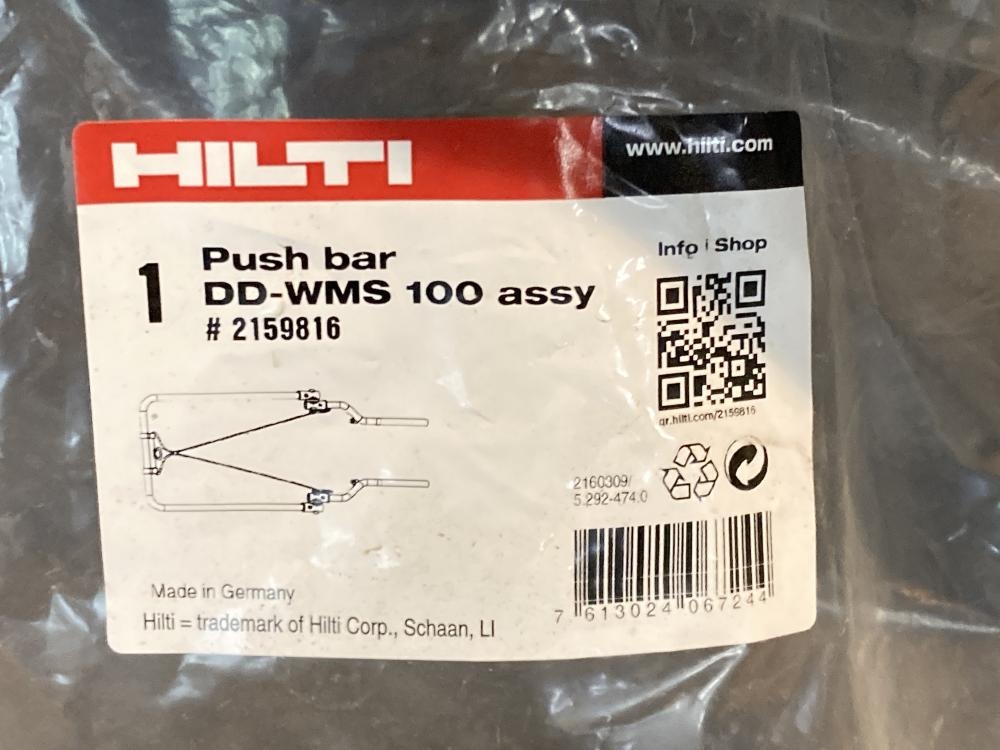 HILTI
www.hilti.com
1
Push bar
DD-WMS 100 assy
# 2159816
Info | Shop
qr.hilti.com/2159816
2160309/
5.292-474.0
7 613024 067244
Made in Germany
Hilti = trademark of Hilti Corp., Schaan, LI